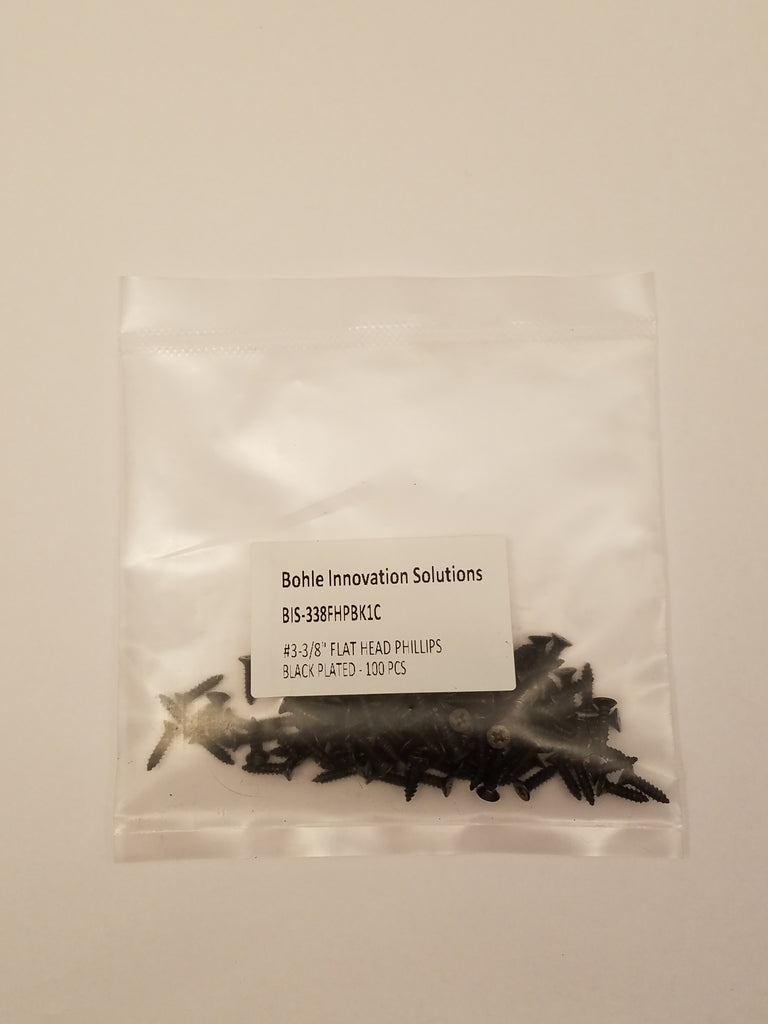 Bohle Innovation Solutions
BIS-338FHPBK1C
#3-3/8" FLAT HEAD PHILLIPS
BLACK PLATED - 100 PCS